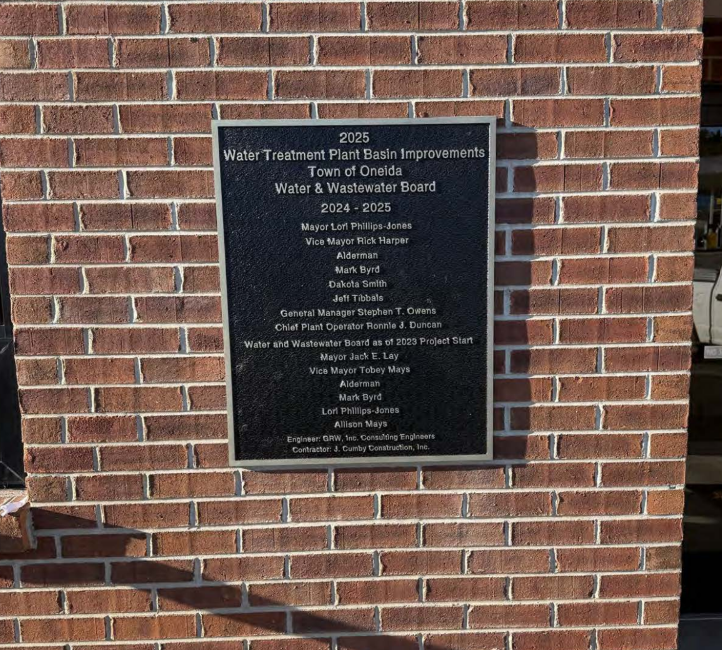 2025
Water Treatment Plant Basin Improvements
Town of Oneida
Water & Wastewater Board
2024 - 2025
Mayor Lori Phillips-Jones
Vice Mayor Rick Harper
Alderman
Mark Byrd
Dakota Smith
Jeff Tibbals
General Manager Stephen T. Owens
Chief Plant Operator Ronnie J. Duncan
Water and Wastewater Board as of 2023 Project Start
Mayor Jack E. Lay
Vice Mayor Tobey Mays
Alderman
Mark Byrd
Lori Phillips-Jones
Allison Mays
Engineer: GRW, Inc. Consulting Engineers
Contractor: J. Cumby Construction, Inc.